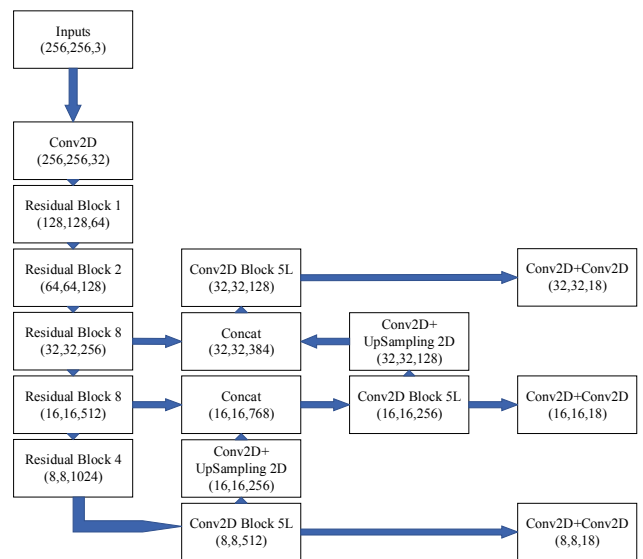 Inputs
(256,256,3)
Conv2D
(256,256,32)
Residual Block 1
(128,128,64)
Residual Block 2
(64,64,128)
Conv2D Block 5L
(32,32,128)
Conv2D+Conv2D
(32,32,18)
Residual Block 8
(32,32,256)
Concat
(32,32,384)
Conv2D+
UpSampling 2D
(32,32,128)
Residual Block 8
(16,16,512)
Concat
(16,16,768)
Conv2D Block 5L
(16,16,256)
Conv2D+Conv2D
(16,16,18)
Residual Block 4
(8,8,1024)
Conv2D+
UpSampling 2D
(16,16,256)
Conv2D Block 5L
(8,8,512)
Conv2D+Conv2D
(8,8,18)